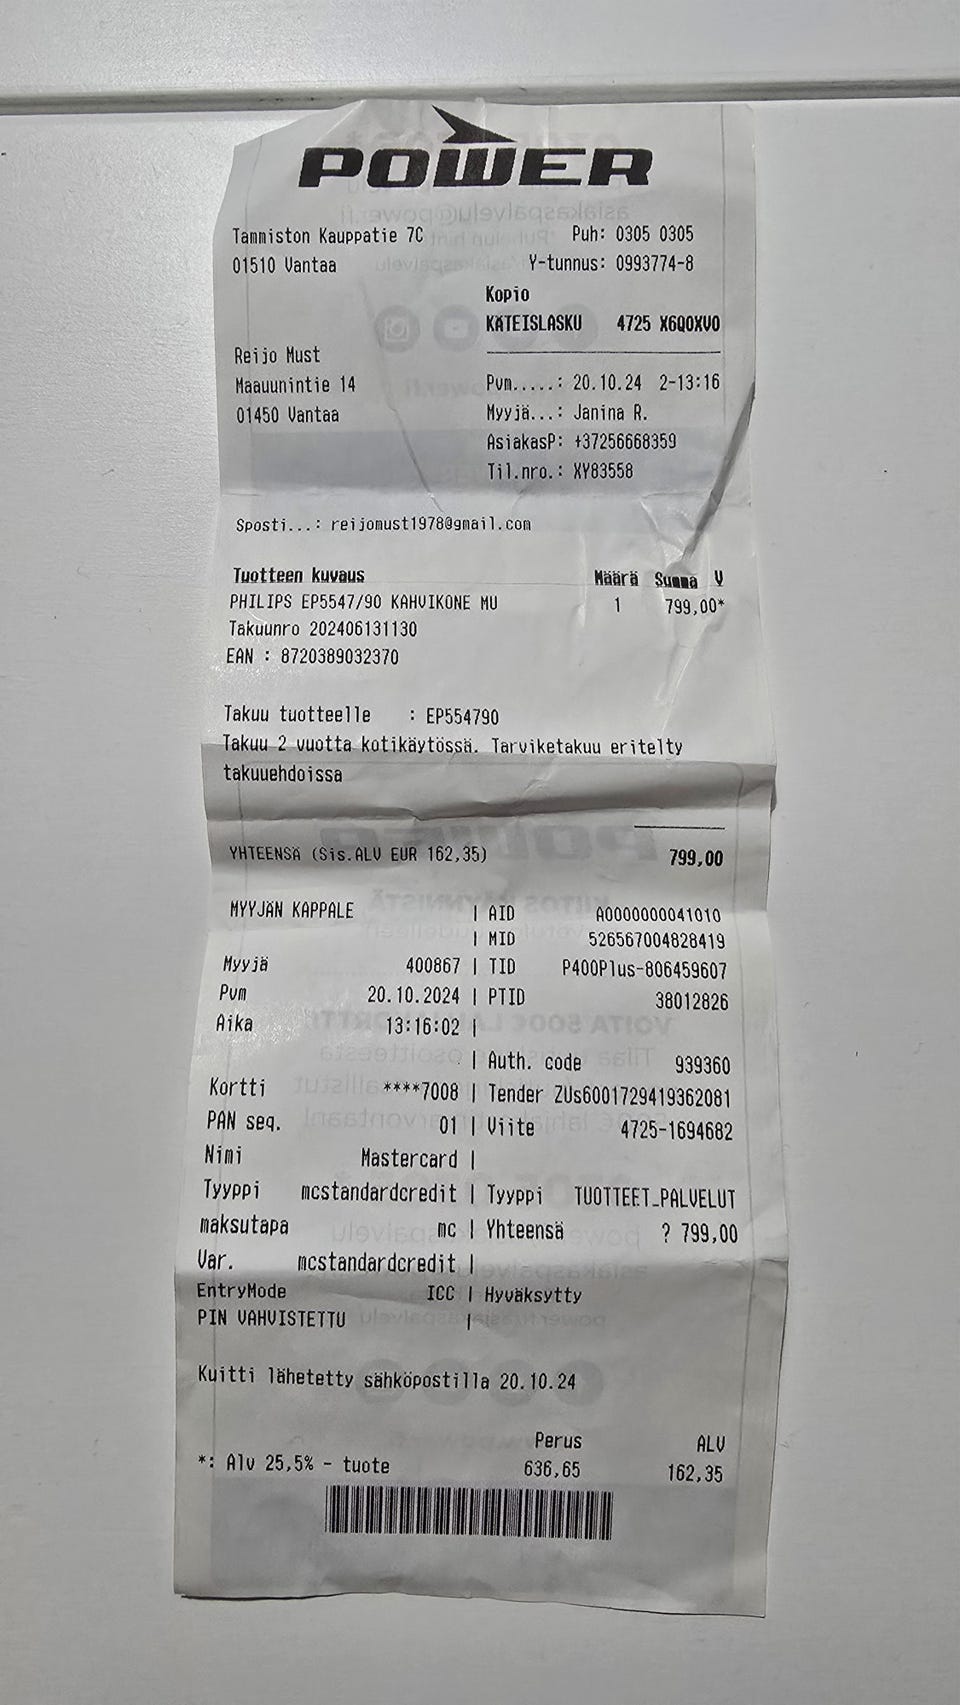 POWER
Tammiston Kauppatie 7C Puh: 0305 0305
01510 Vantaa Y-tunnus: 0993774-8
Kopio
KÄTEISLASKU 4725 X6Q0XV0
Reijo Must
Maauunintie 14 Pvm.....: 20.10.24 2-13:16
01450 Vantaa Myyjä...: Janina R.
AsiakasP: +37256668359
Til.nro.: XY83558
Sposti...: reijomust1978@gmail.com
Tuotteen kuvaus Määrä Summa V
PHILIPS EP5547/90 KAHVIKONE MU 1 799,00*
Takuunro 202406131130
EAN : 8720389032370
Takuu tuotteelle : EP554790
Takuu 2 vuotta kotikäytössä. Tarviketakuu eritelty
takuuehdoissa
YHTEENSÄ (Sis.ALV EUR 162,35) 799,00
MYYJÄN KAPPALE | AID A0000000041010
| MID 526567004828419
Myyjä 400867 | TID P400Plus-806459607
Pvm 20.10.2024 | PTID 38012826
Aika 13:16:02 |
| Auth. code 939360
Kortti ****7008 | Tender ZUs6001729419362081
PAN seq. 01 | Viite 4725-1694682
Nimi Mastercard |
Tyyppi mcstandardcredit | Tyyppi TUOTTEET_PALVELUT
maksutapa mc | Yhteensä ? 799,00
Var. mcstandardcredit |
EntryMode ICC | Hyväksytty
PIN VAHVISTETTU |
Kuitti lähetetty sähköpostilla 20.10.24
Perus ALV
*: Alv 25,5% - tuote 636,65 162,35